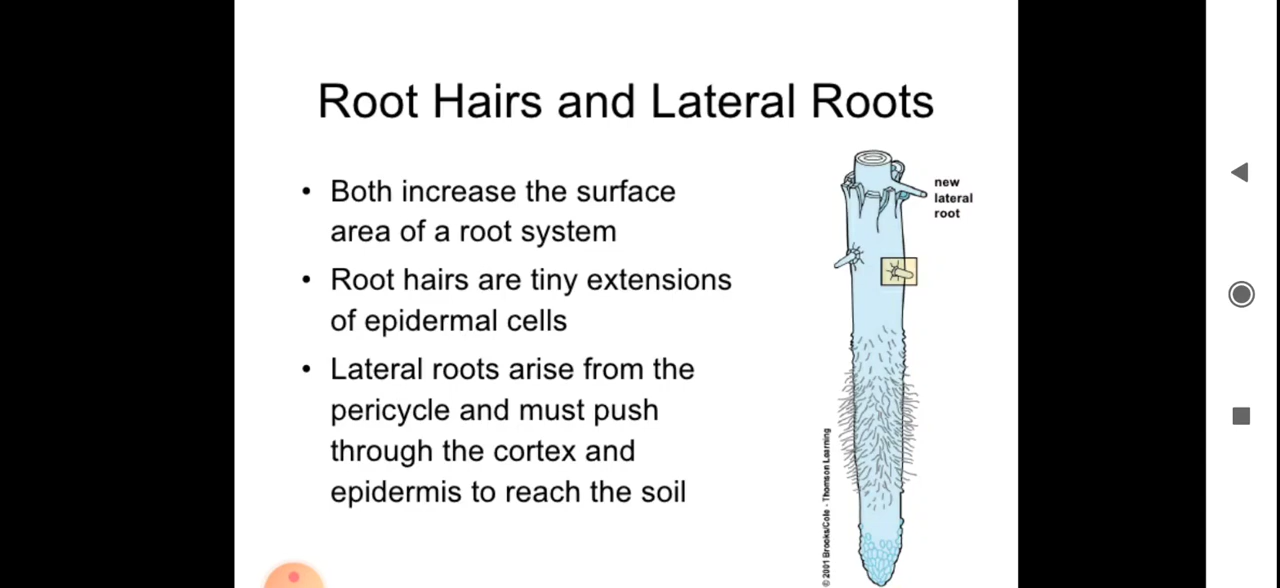 Root Hairs and Lateral Roots
• Both increase the surface
area of a root system
• Root hairs are tiny extensions
of epidermal cells
• Lateral roots arise from the
pericycle and must push
through the cortex and
epidermis to reach the soil
new
lateral
root
© 2001 Brooks/Cole - Thomson Learning